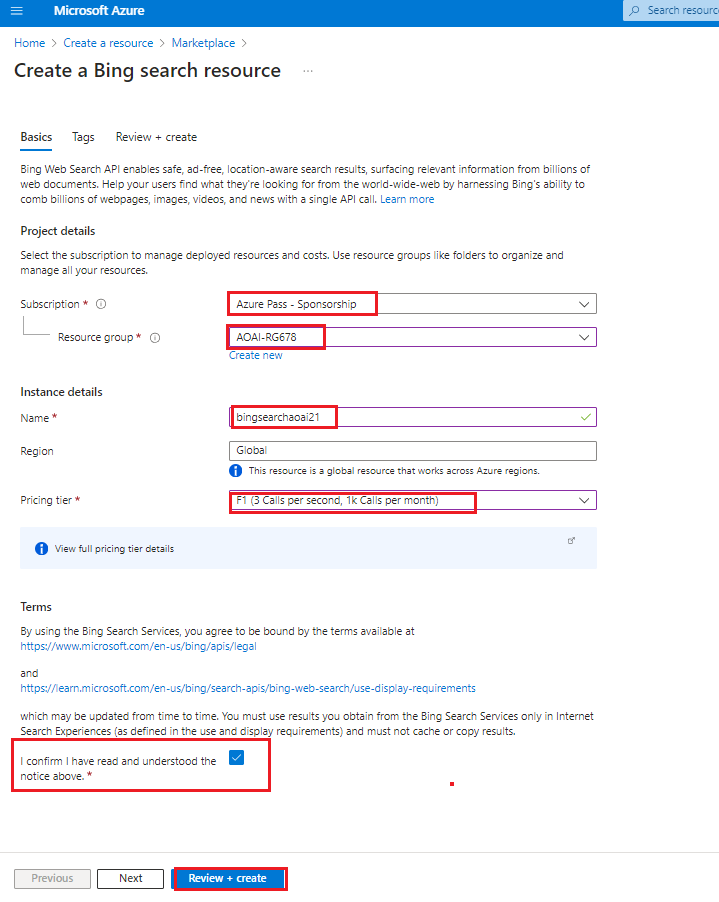 Microsoft Azure
Search resourc
Home > Create a resource > Marketplace >
Create a Bing search resource ...
Basics Tags Review + create
Bing Web Search API enables safe, ad-free, location-aware search results, surfacing relevant information from billions of
web documents. Help your users find what they're looking for from the world-wide-web by harnessing Bing's ability to
comb billions of webpages, images, videos, and news with a single API call. Learn more
Project details
Select the subscription to manage deployed resources and costs. Use resource groups like folders to organize and
manage all your resources.
Subscription *
Azure Pass - Sponsorship
Resource group *
AOAI-RG678
Create new
Instance details
Name *
bingsearchaoai21
Region
Global
This resource is a global resource that works across Azure regions.
Pricing tier *
F1 (3 Calls per second, 1k Calls per month)
View full pricing tier details
Terms
By using the Bing Search Services, you agree to be bound by the terms available at
https://www.microsoft.com/en-us/bing/apis/legal
and
https://learn.microsoft.com/en-us/bing/search-apis/bing-web-search/use-display-requirements
which may be updated from time to time. You must use results you obtain from the Bing Search Services only in Internet
Search Experiences (as defined in the use and display requirements) and must not cache or copy results.
I confirm I have read and understood the
notice above. *
Previous
Next
Review + create